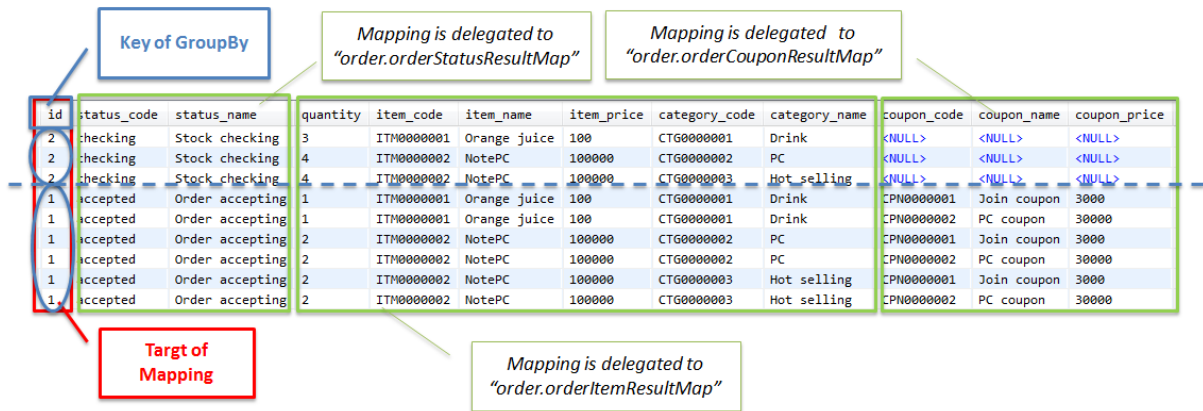 Key of GroupBy
Mapping is delegated to
“order.orderStatusResultMap”
Mapping is delegated to
“order.orderCouponResultMap”
id status_code status_name quantity item_code item_name item_price category_code category_name coupon_code coupon_name coupon_price
2 checking Stock checking 3 ITM0000001 Orange juice 100 CTG0000001 Drink <NULL> <NULL> <NULL>
2 checking Stock checking 4 ITM0000002 NotePC 100000 CTG0000002 PC <NULL> <NULL> <NULL>
2 checking Stock checking 4 ITM0000002 NotePC 100000 CTG0000003 Hot selling <NULL> <NULL> <NULL>
1 accepted Order accepting 1 ITM0000001 Orange juice 100 CTG0000001 Drink CPN0000001 Join coupon 3000
1 accepted Order accepting 1 ITM0000001 Orange juice 100 CTG0000001 Drink CPN0000002 PC coupon 30000
1 accepted Order accepting 2 ITM0000002 NotePC 100000 CTG0000002 PC CPN0000001 Join coupon 3000
1 accepted Order accepting 2 ITM0000002 NotePC 100000 CTG0000002 PC CPN0000002 PC coupon 30000
1 accepted Order accepting 2 ITM0000002 NotePC 100000 CTG0000003 Hot selling CPN0000001 Join coupon 3000
1 accepted Order accepting 2 ITM0000002 NotePC 100000 CTG0000003 Hot selling CPN0000002 PC coupon 30000
Targt of
Mapping
Mapping is delegated to
“order.orderItemResultMap”